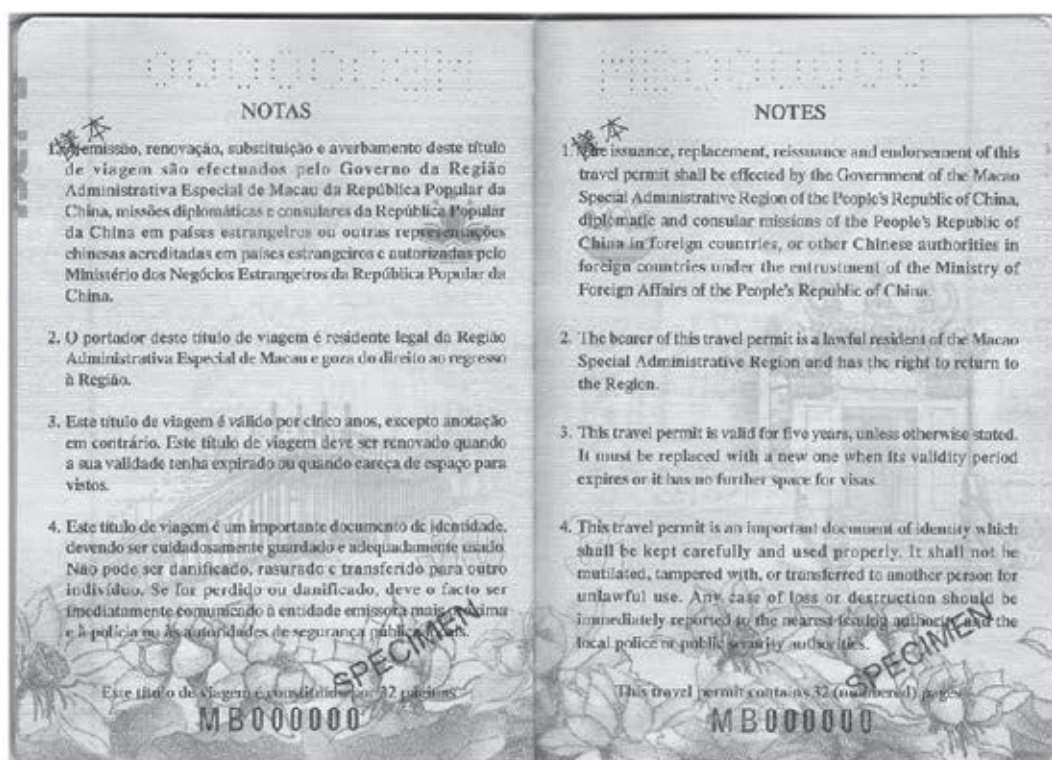 NOTAS
樣本
1. A emissão, renovação, substituição e averbamento deste título
de viagem são efectuados pelo Governo da Região
Administrativa Especial de Macau da República Popular da
China, missões diplomáticas e consulares da República Popular
da China em países estrangeiros ou outras representações
chinesas acreditadas em países estrangeiros e autorizadas pelo
Ministério dos Negócios Estrangeiros da República Popular da
China.
2. O portador deste título de viagem é residente legal da Região
Administrativa Especial de Macau e goza do direito ao regresso
à Região.
3. Este título de viagem é válido por cinco anos, excepto anotação
em contrário. Este título de viagem deve ser renovado quando
a sua validade tenha expirado ou quando careça de espaço para
vistos.
4. Este título de viagem é um importante documento de identidade,
devendo ser cuidadosamente guardado e adequadamente usado.
Não pode ser danificado, rasurado e transferido para outro
indivíduo. Se for perdido ou danificado, deve o facto ser
imediatamente comunicado à entidade emissora mais próxima
e à polícia ou às autoridades de segurança pública locais.
SPECIMEN
Este título de viagem é constituído por 32 páginas
MB000000
NOTES
樣本
1. The issuance, replacement, reissuance and endorsement of this
travel permit shall be effected by the Government of the Macao
Special Administrative Region of the People's Republic of China,
diplomatic and consular missions of the People's Republic of
China in foreign countries, or other Chinese authorities in
foreign countries under the entrustment of the Ministry of
Foreign Affairs of the People's Republic of China.
2. The bearer of this travel permit is a lawful resident of the Macao
Special Administrative Region and has the right to return to
the Region.
3. This travel permit is valid for five years, unless otherwise stated.
It must be replaced with a new one when its validity period
expires or it has no further space for visas.
4. This travel permit is an important document of identity which
shall be kept carefully and used properly. It shall not be
mutilated, tampered with, or transferred to another person for
unlawful use. Any case of loss or destruction should be
immediately reported to the nearest issuing authority and the
local police or public security authorities.
SPECIMEN
This travel permit contains 32 (numbered) pages
MB000000